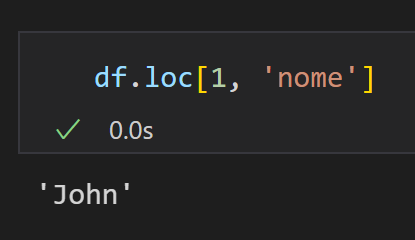 df.loc[1, 'nome']
✓ 0.0s
'John'